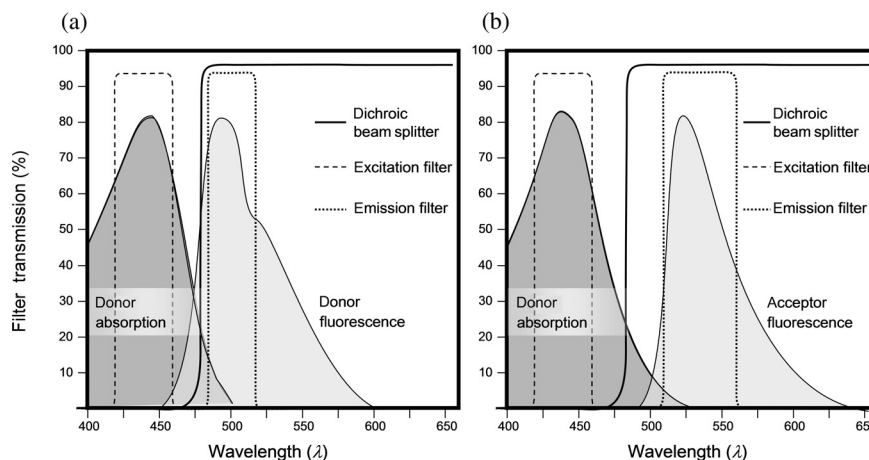 (a)
(b)
Filter transmission (%)
100
90
80
70
60
50
40
30
20
10
Dichroic
beam splitter
Excitation filter
Emission filter
Donor
absorption
Donor
fluorescence
400
450
500
550
600
650
Wavelength (λ)
100
90
80
70
60
50
40
30
20
10
Dichroic
beam splitter
Excitation filter
Emission filter
Donor
absorption
Acceptor
fluorescence
400
450
500
550
600
650
Wavelength (λ)